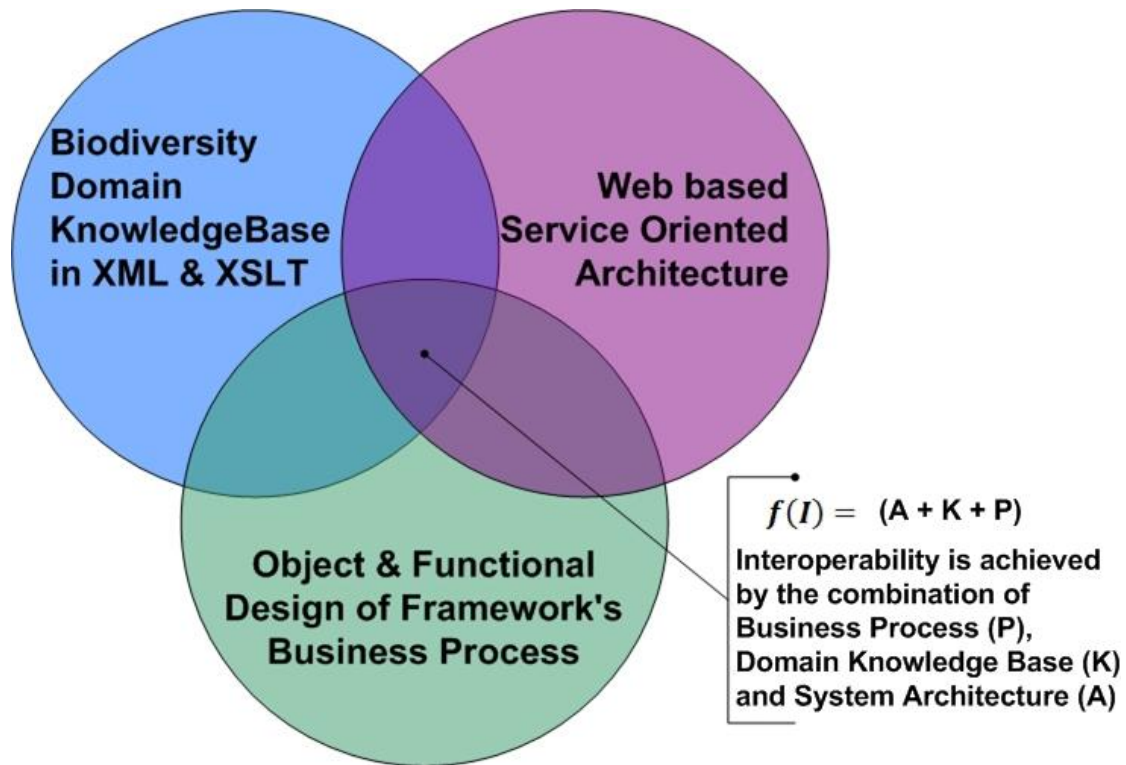 Biodiversity
Domain
KnowledgeBase
in XML & XSLT
Web based
Service Oriented
Architecture
Object & Functional
Design of Framework's
Business Process
f(I) = (A + K + P)
Interoperability is achieved
by the combination of
Business Process (P),
Domain Knowledge Base (K)
and System Architecture (A)